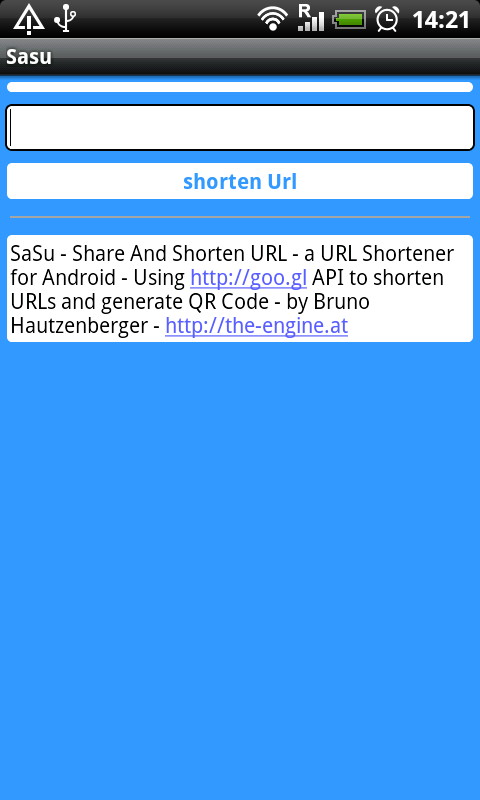 R
14:21
Sasu
shorten Url
SaSu - Share And Shorten URL - a URL Shortener
for Android - Using http://goo.gl API to shorten
URLs and generate QR Code - by Bruno
Hautzenberger - http://the-engine.at